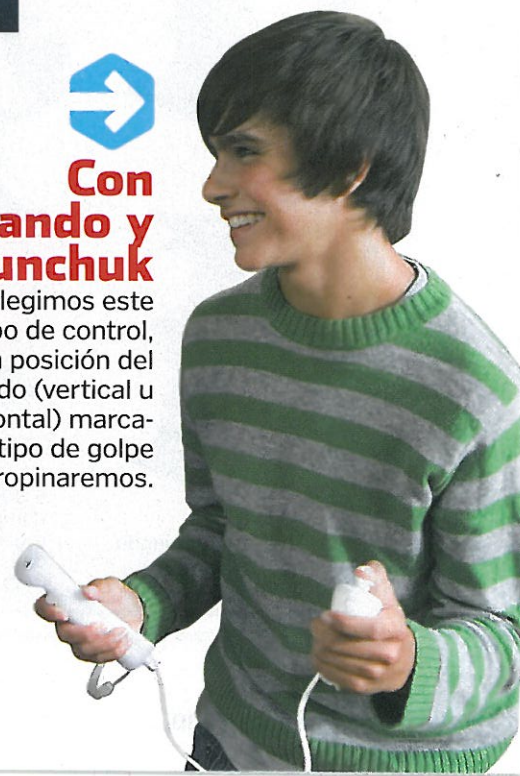 Con
ando y
unchuk
legimos este
po de control,
a posición del
do (vertical u
ontal) marca-
tipo de golpe
ropinaremos.